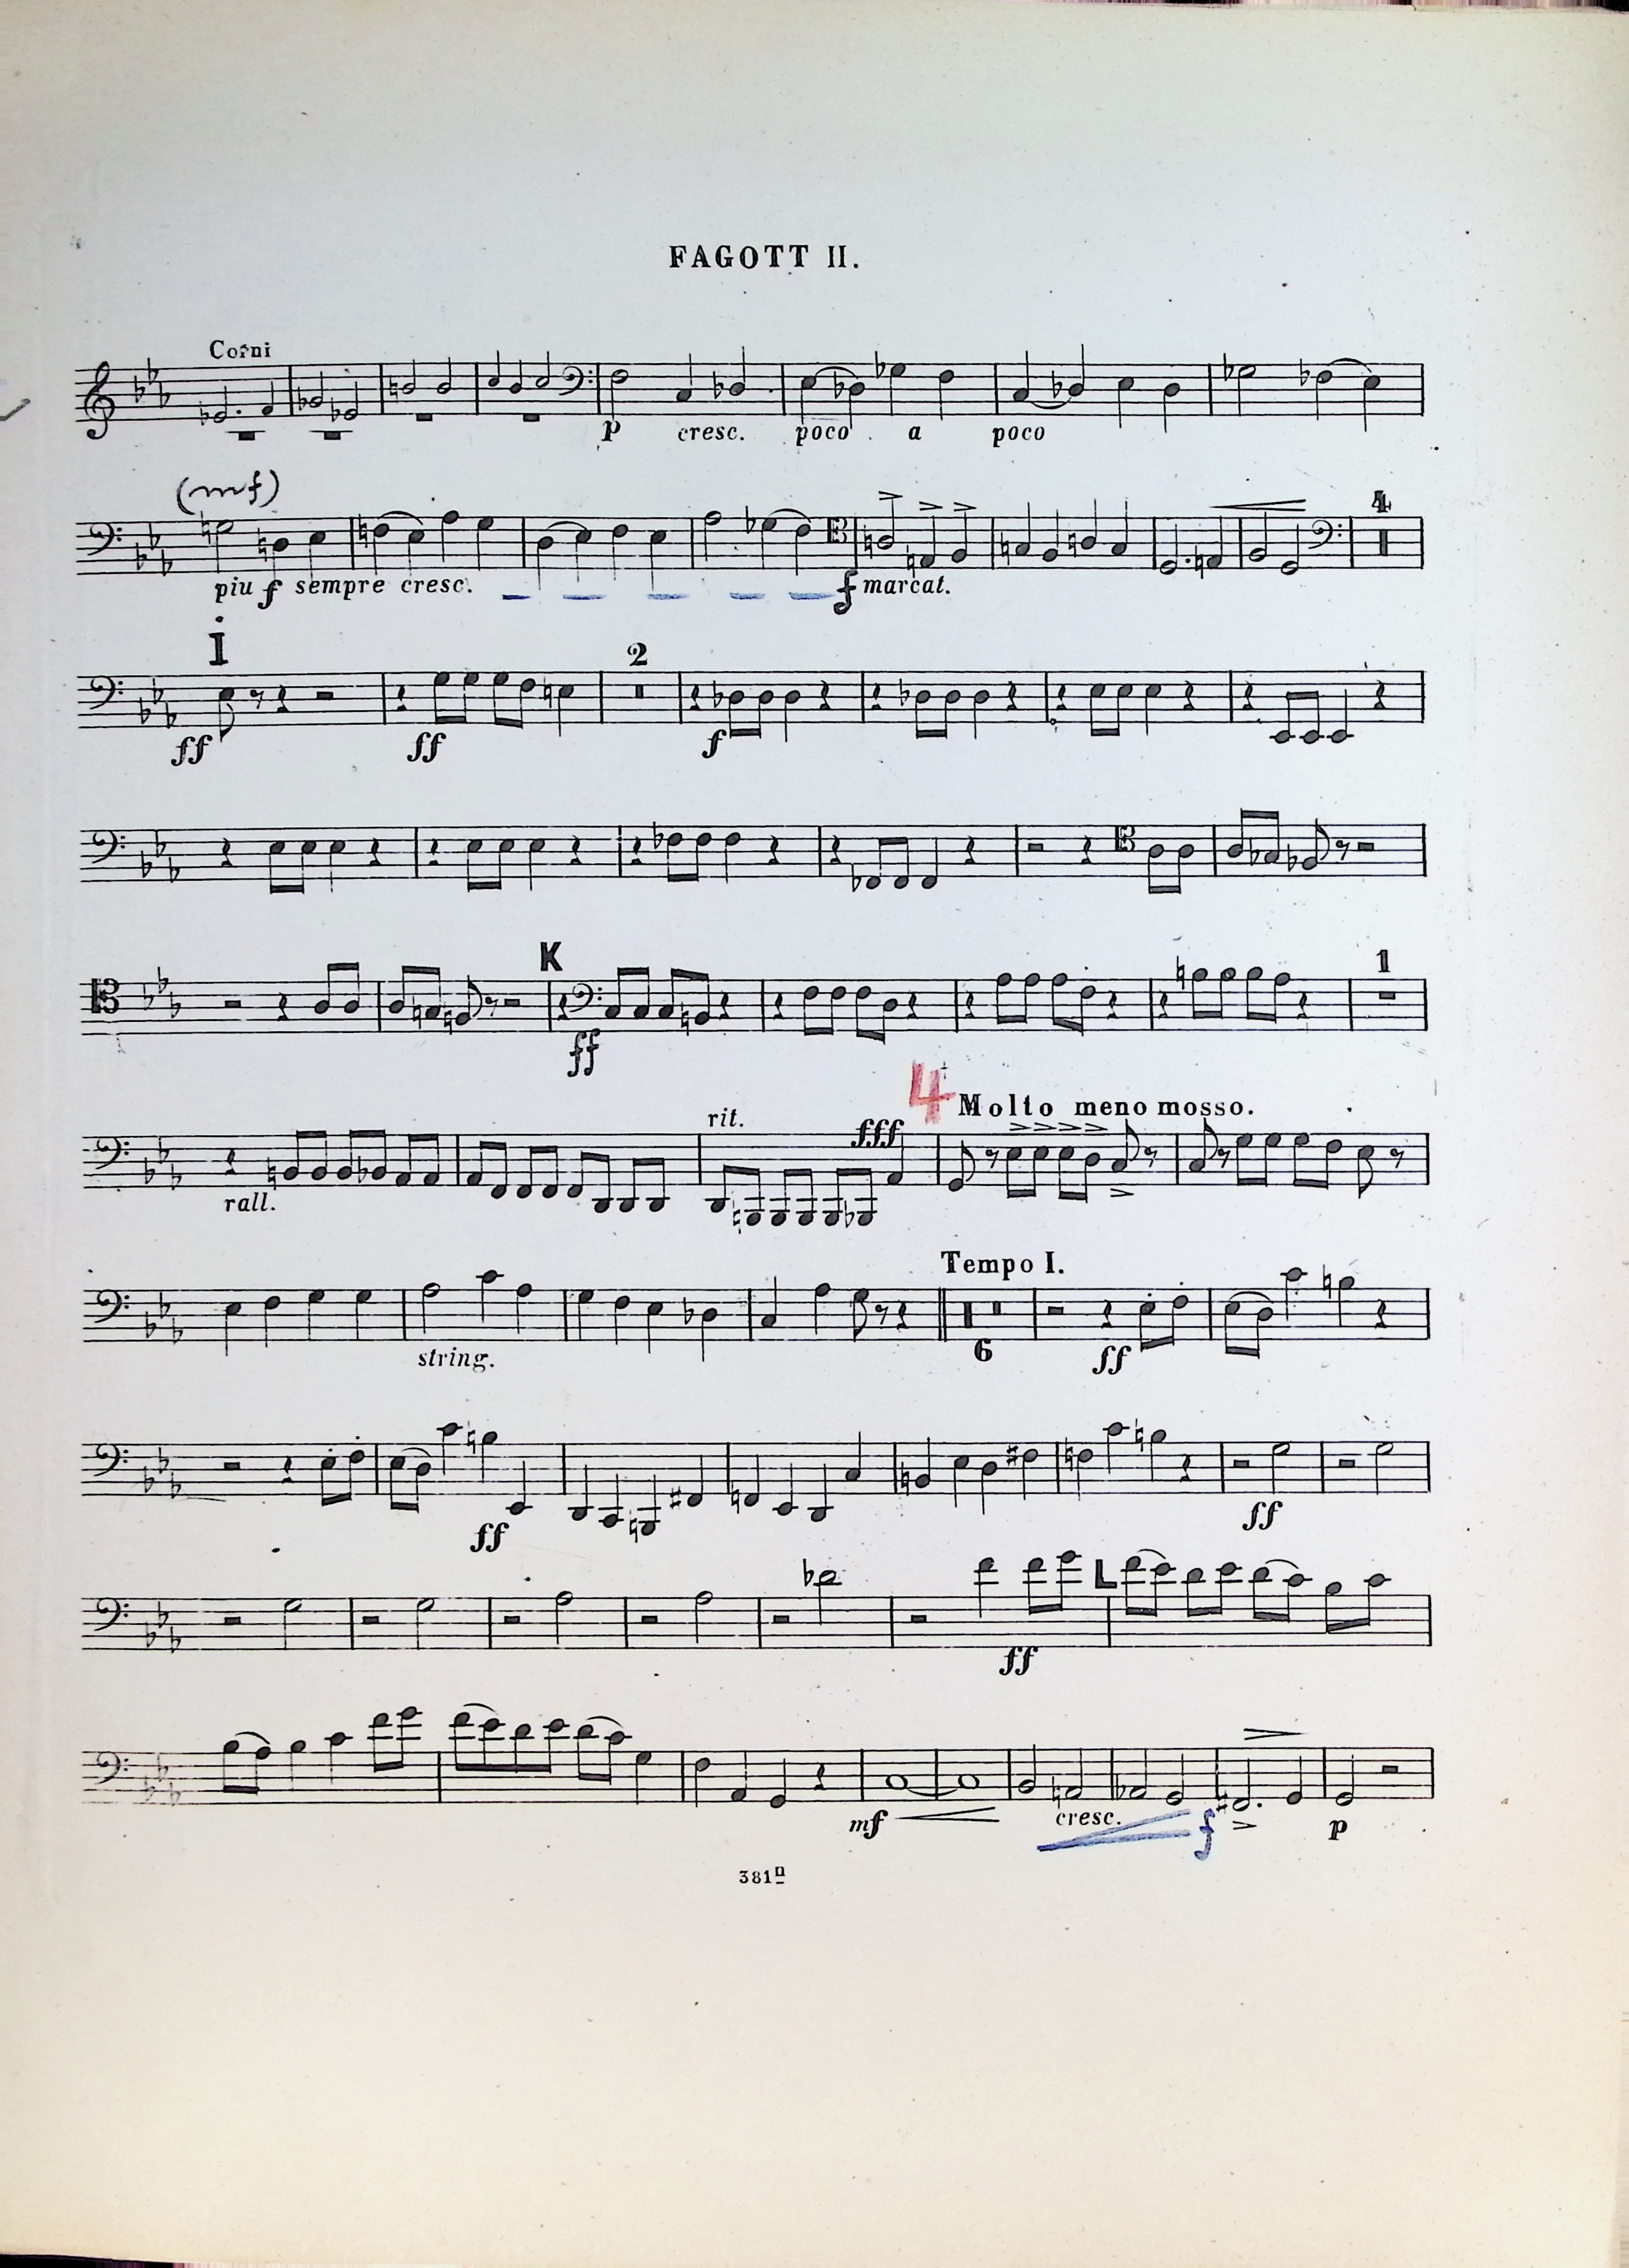 FAGOTT II.
Corni
p cresc. poco a poco
(mf)
4
piu f sempre cresc. f marcat.
I
2
ff ff f
K
1
ff
4 Molto meno mosso.
rit.
fff
rall.
Tempo I.
string. 6 ff
ff ff
L
ff
mf cresc. f p
381n